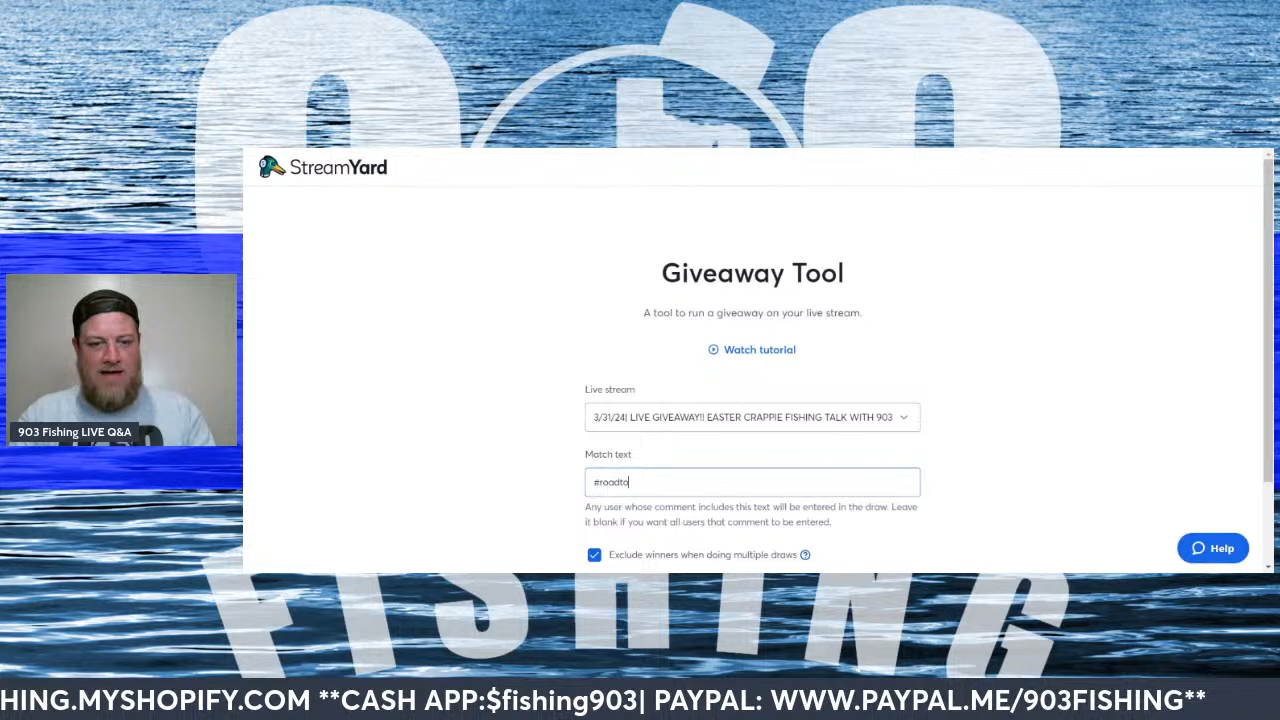 903
StreamYard
Giveaway Tool
A tool to run a giveaway on your live stream.
Watch tutorial
Live stream
3/31/24| LIVE GIVEAWAY!! EASTER CRAPPIE FISHING TALK WITH 903
Match text
#roadto
Any user whose comment includes this text will be entered in the draw. Leave
it blank if you want all users that comment to be entered.
Exclude winners when doing multiple draws
Help
903 Fishing LIVE Q&A
FISHING
HING.MYSHOPIFY.COM **CASH APP:$fishing903| PAYPAL: WWW.PAYPAL.ME/903FISHING**